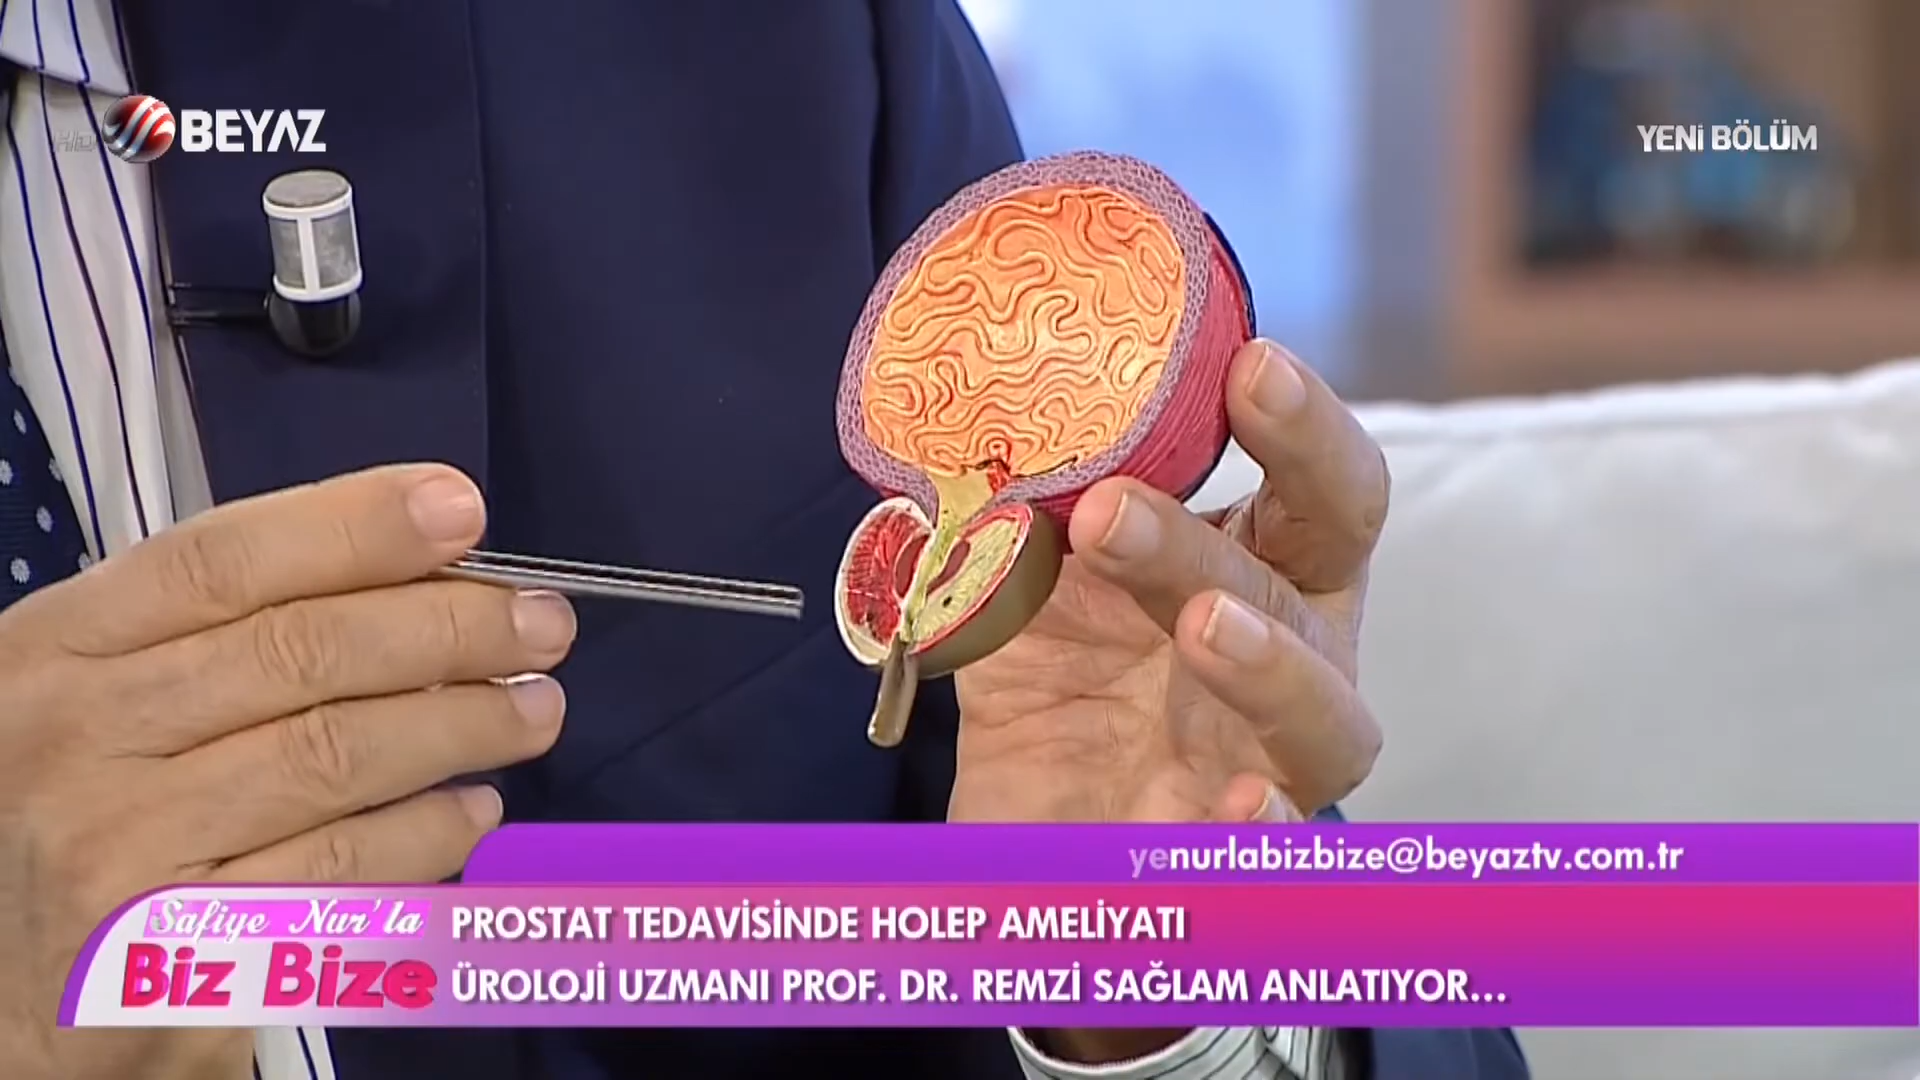 HD BEYAZ
YENİ BÖLÜM
yenurlabizbize@beyaztv.com.tr
Safiye Nur'la
Biz Bize
PROSTAT TEDAVİSİNDE HOLEP AMELİYATI
ÜROLOJİ UZMANI PROF. DR. REMZİ SAĞLAM ANLATIYOR...